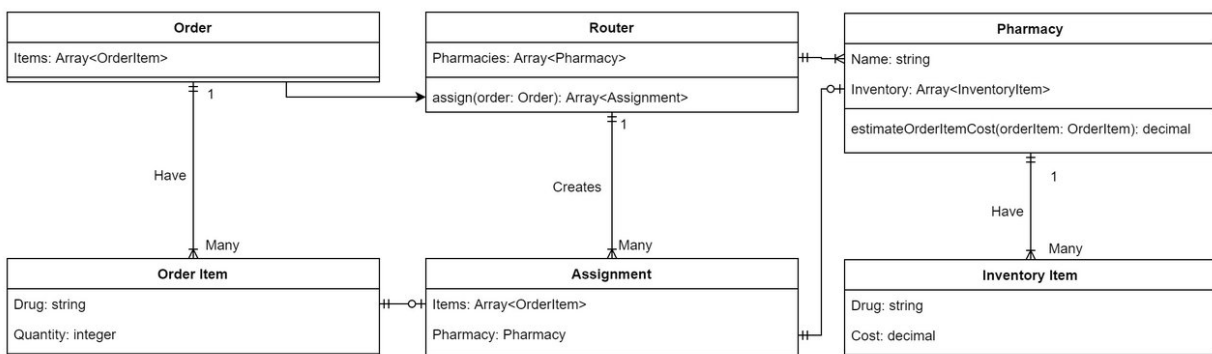 Order
Items: Array<OrderItem>
Router
Pharmacies: Array<Pharmacy>
assign(order: Order): Array<Assignment>
Pharmacy
Name: string
Inventory: Array<InventoryItem>
estimateOrderItemCost(orderItem: OrderItem): decimal
1
Have
Many
1
Creates
Many
1
Have
Many
Order Item
Drug: string
Quantity: integer
Assignment
Items: Array<OrderItem>
Pharmacy: Pharmacy
Inventory Item
Drug: string
Cost: decimal